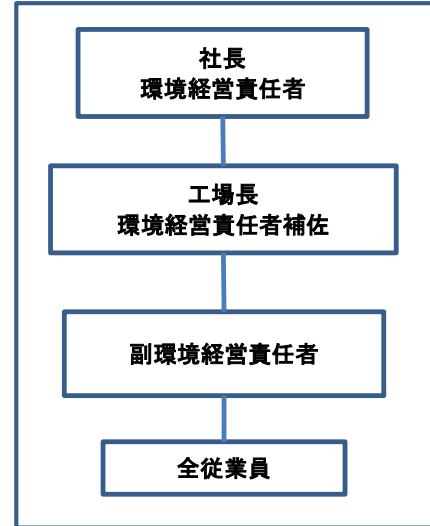 社長
環境経営責任者
工場長
環境経営責任者補佐
副環境経営責任者
全従業員